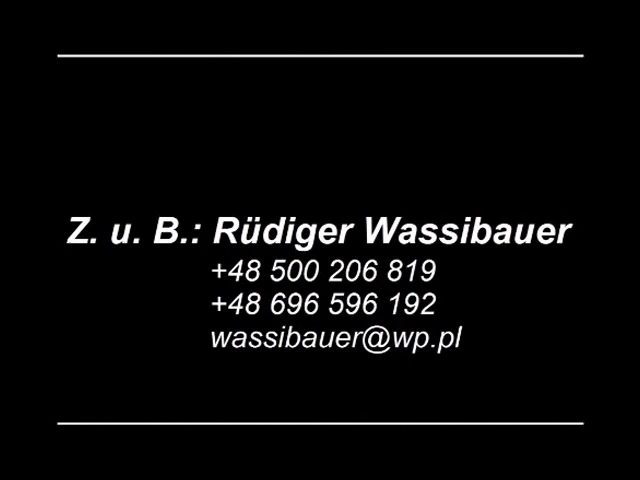 Z. u. B.: Rüdiger Wassibauer
+48 500 206 819
+48 696 596 192
wassibauer@wp.pl